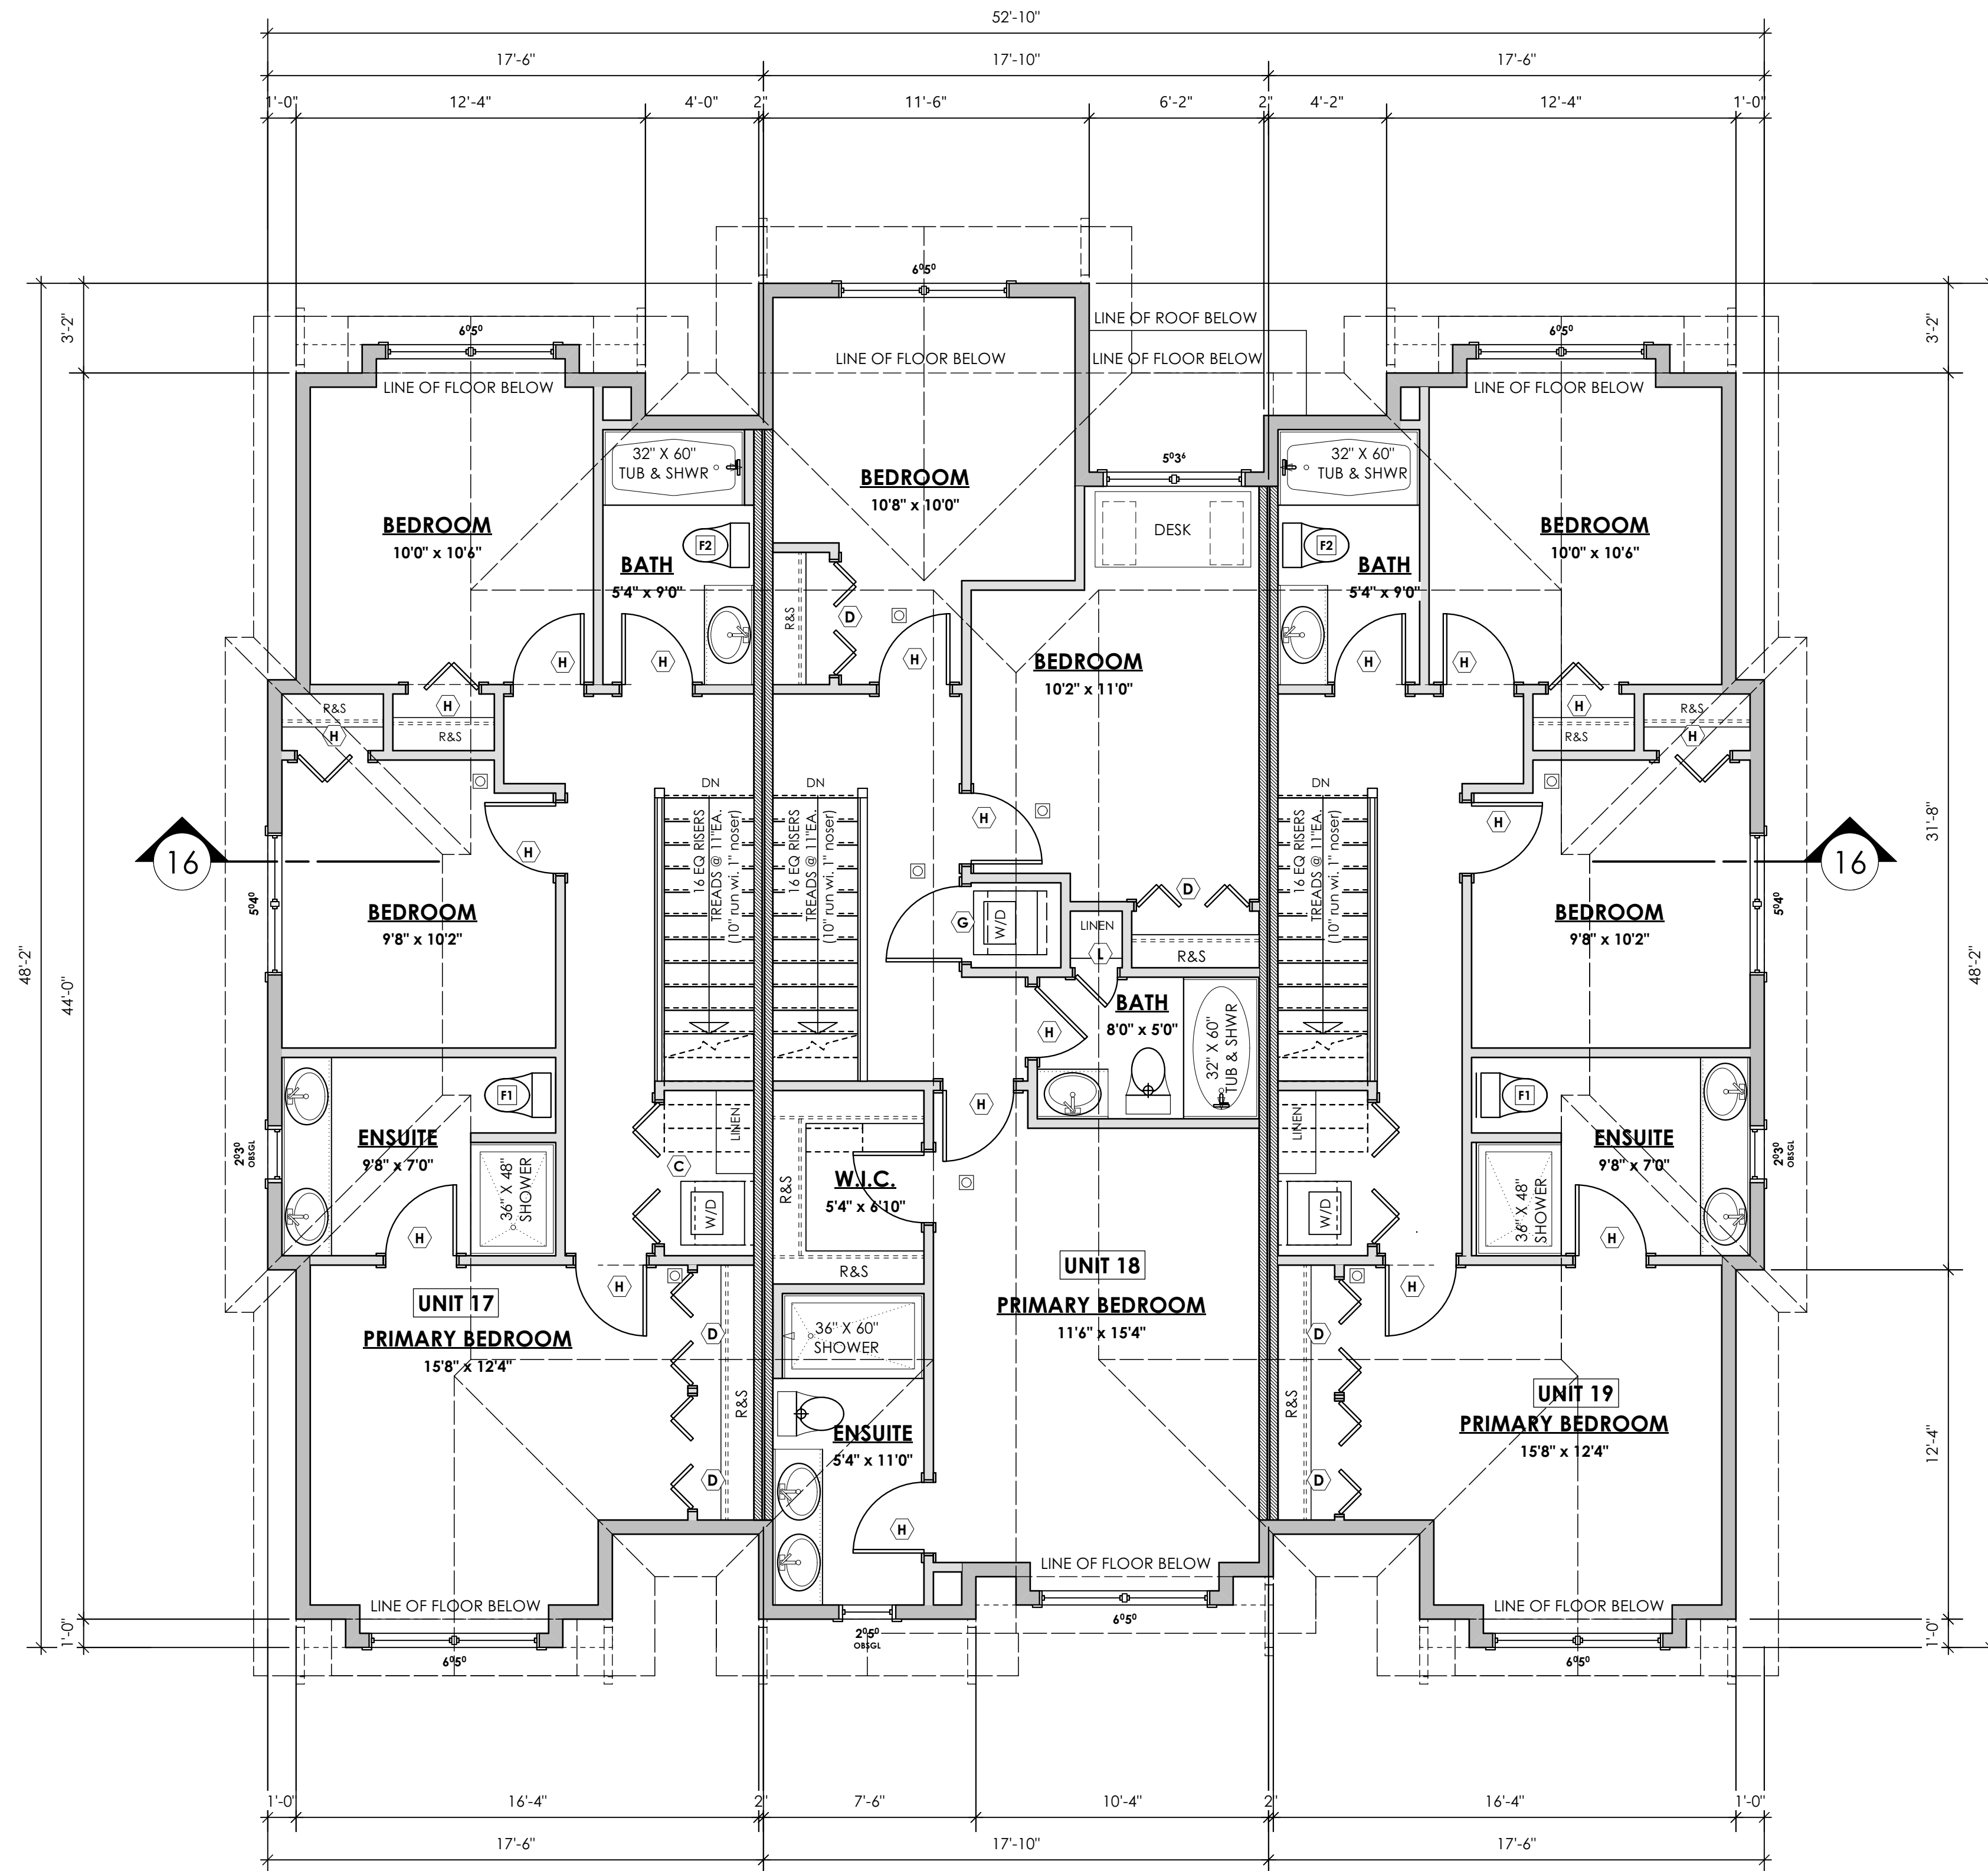 52'-10"
17'-6"
17'-10"
17'-6"
1'-0"
12'-4"
4'-0"
2"
11'-6"
6'-2"
2"
4'-2"
12'-4"
1'-0"
6⁰5⁰
LINE OF ROOF BELOW
3'-2"
6⁰5⁰
6⁰5⁰
3'-2"
LINE OF FLOOR BELOW
LINE OF FLOOR BELOW
LINE OF FLOOR BELOW
LINE OF FLOOR BELOW
32" X 60"
TUB & SHWR
5⁰3⁶
32" X 60"
TUB & SHWR
BEDROOM
10'8" x 10'0"
BEDROOM
10'0" x 10'6"
DESK
BEDROOM
10'0" x 10'6"
F2
F2
BATH
5'4" x 9'0"
BATH
5'4" x 9'0"
R&S
D
H
H
H
BEDROOM
10'2" x 11'0"
H
H
R&S
H
H
R&S
H
R&S
H
R&S
DN
DN
DN
16 EQ RISERS
TREADS @ 11"EA.
(10" run wi. 1" noser)
16 EQ RISERS
TREADS @ 11"EA.
(10" run wi. 1" noser)
16 EQ RISERS
TREADS @ 11"EA.
(10" run wi. 1" noser)
31'-8"
H
H
H
16
16
5⁰4⁰
5⁰4⁰
BEDROOM
9'8" x 10'2"
D
G
W/D
LINEN
L
R&S
BEDROOM
9'8" x 10'2"
48'-2"
44'-0"
48'-2"
BATH
8'0" x 5'0"
H
32" X 60"
TUB & SHWR
F1
H
F1
LINEN
LINEN
ENSUITE
9'8" x 7'0"
ENSUITE
9'8" x 7'0"
2⁰3⁰
OBSGL
2⁰3⁰
OBSGL
36" X 48"
SHOWER
C
W/D
R&S
W.I.C.
5'4" x 6'10"
W/D
36" X 48"
SHOWER
H
H
R&S
H
UNIT 18
PRIMARY BEDROOM
11'6" x 15'4"
H
UNIT 17
PRIMARY BEDROOM
15'8" x 12'4"
D
R&S
D
36" X 60"
SHOWER
D
R&S
D
UNIT 19
PRIMARY BEDROOM
15'8" x 12'4"
12'-4"
ENSUITE
5'4" x 11'0"
H
LINE OF FLOOR BELOW
LINE OF FLOOR BELOW
LINE OF FLOOR BELOW
1'-0"
6⁰5⁰
2⁰5⁰
OBSGL
6⁰5⁰
6⁰5⁰
1'-0"
1'-0"
16'-4"
2"
7'-6"
10'-4"
2"
16'-4"
1'-0"
17'-6"
17'-10"
17'-6"